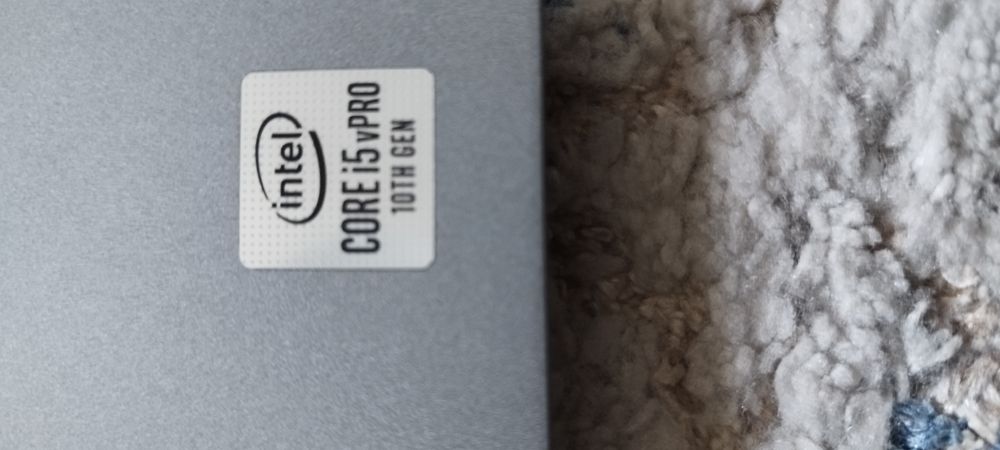 intel
CORE i5 vPRO
10TH GEN